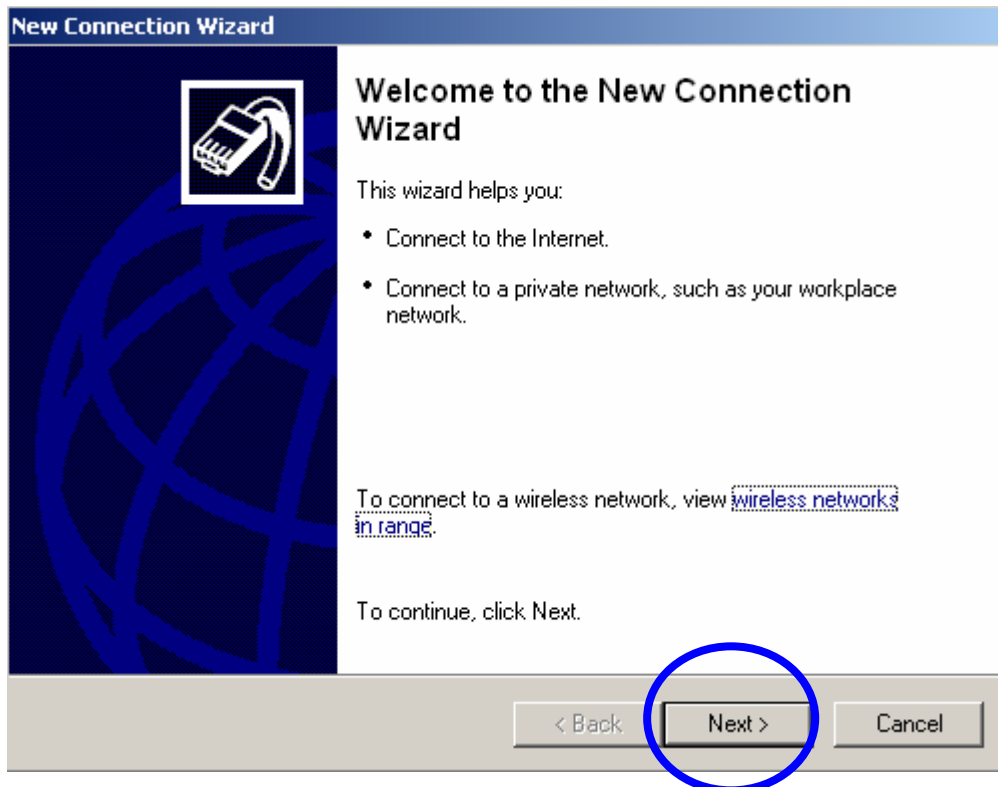 New Connection Wizard
Welcome to the New Connection
Wizard
This wizard helps you:
• Connect to the Internet.
• Connect to a private network, such as your workplace
network.
To connect to a wireless network, view wireless networks
in range.
To continue, click Next.
< Back
Next >
Cancel